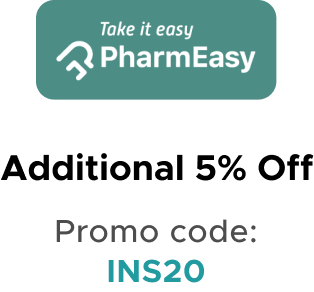 Take it easy
PharmEasy
Additional 5% Off
Promo code:
INS20